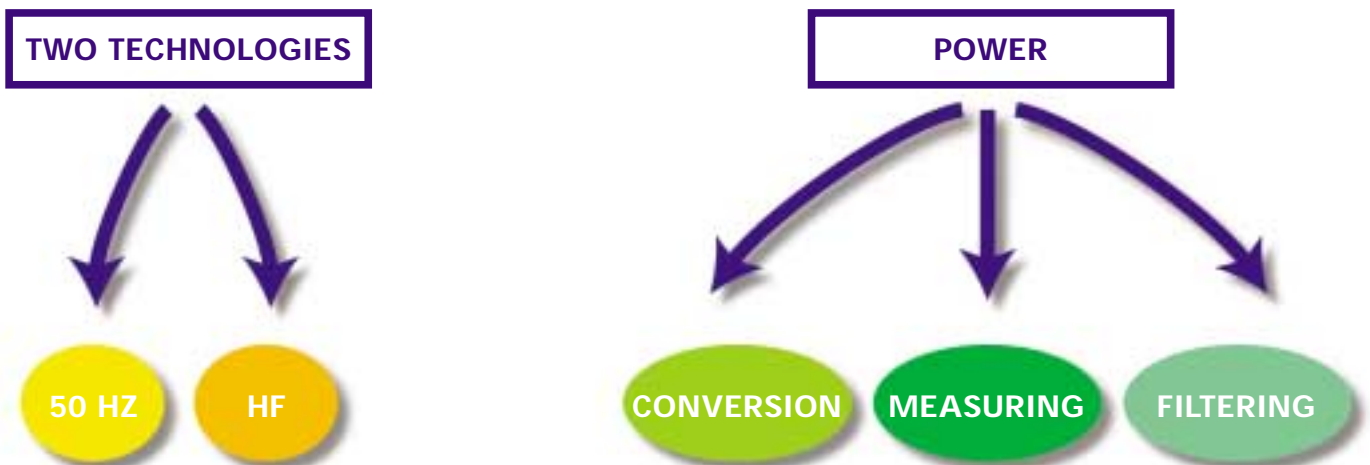 TWO TECHNOLOGIES
POWER
50 HZ
HF
CONVERSION
MEASURING
FILTERING